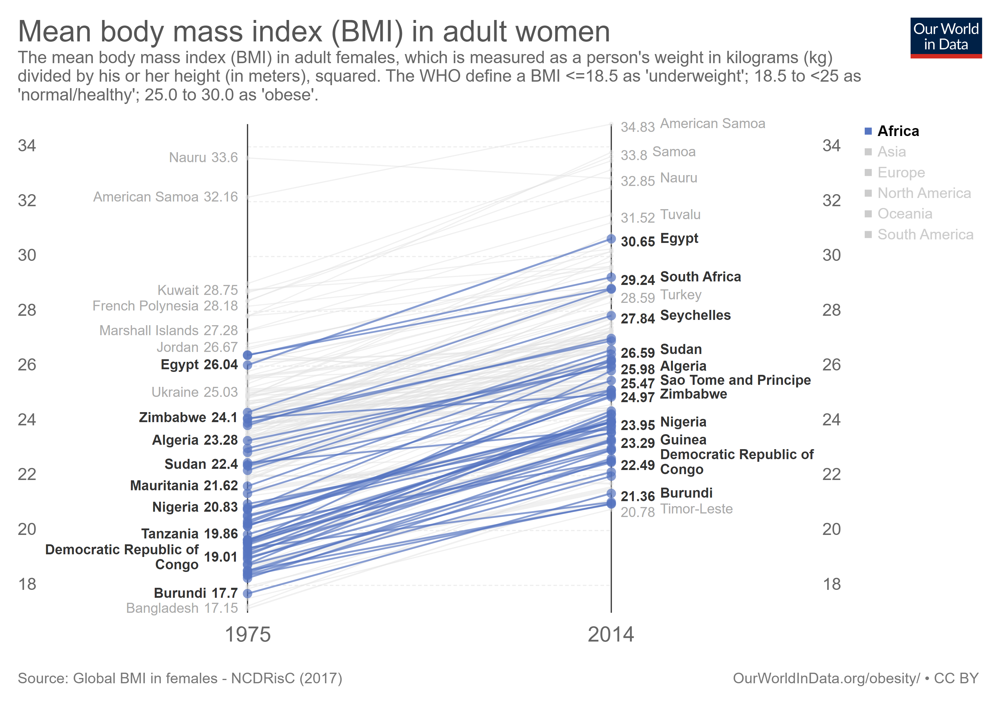 Mean body mass index (BMI) in adult women
Our World
in Data
The mean body mass index (BMI) in adult females, which is measured as a person's weight in kilograms (kg)
divided by his or her height (in meters), squared. The WHO define a BMI <=18.5 as 'underweight'; 18.5 to <25 as
'normal/healthy'; 25.0 to 30.0 as 'obese'.
34
32
30
28
26
24
22
20
18
Nauru 33.6
American Samoa 32.16
Kuwait 28.75
French Polynesia 28.18
Marshall Islands 27.28
Jordan 26.67
Egypt 26.04
Ukraine 25.03
Zimbabwe 24.1
Algeria 23.28
Sudan 22.4
Mauritania 21.62
Nigeria 20.83
Tanzania 19.86
Democratic Republic of
Congo 19.01
Burundi 17.7
Bangladesh 17.15
34.83 American Samoa
33.8 Samoa
32.85 Nauru
31.52 Tuvalu
30.65 Egypt
29.24 South Africa
28.59 Turkey
27.84 Seychelles
26.59 Sudan
25.98 Algeria
25.47 Sao Tome and Principe
24.97 Zimbabwe
23.95 Nigeria
23.29 Guinea
22.49 Democratic Republic of
Congo
21.36 Burundi
20.78 Timor-Leste
34
32
30
28
26
24
22
20
18
Africa
Asia
Europe
North America
Oceania
South America
1975
2014
Source: Global BMI in females - NCDRisC (2017)
OurWorldInData.org/obesity/ • CC BY